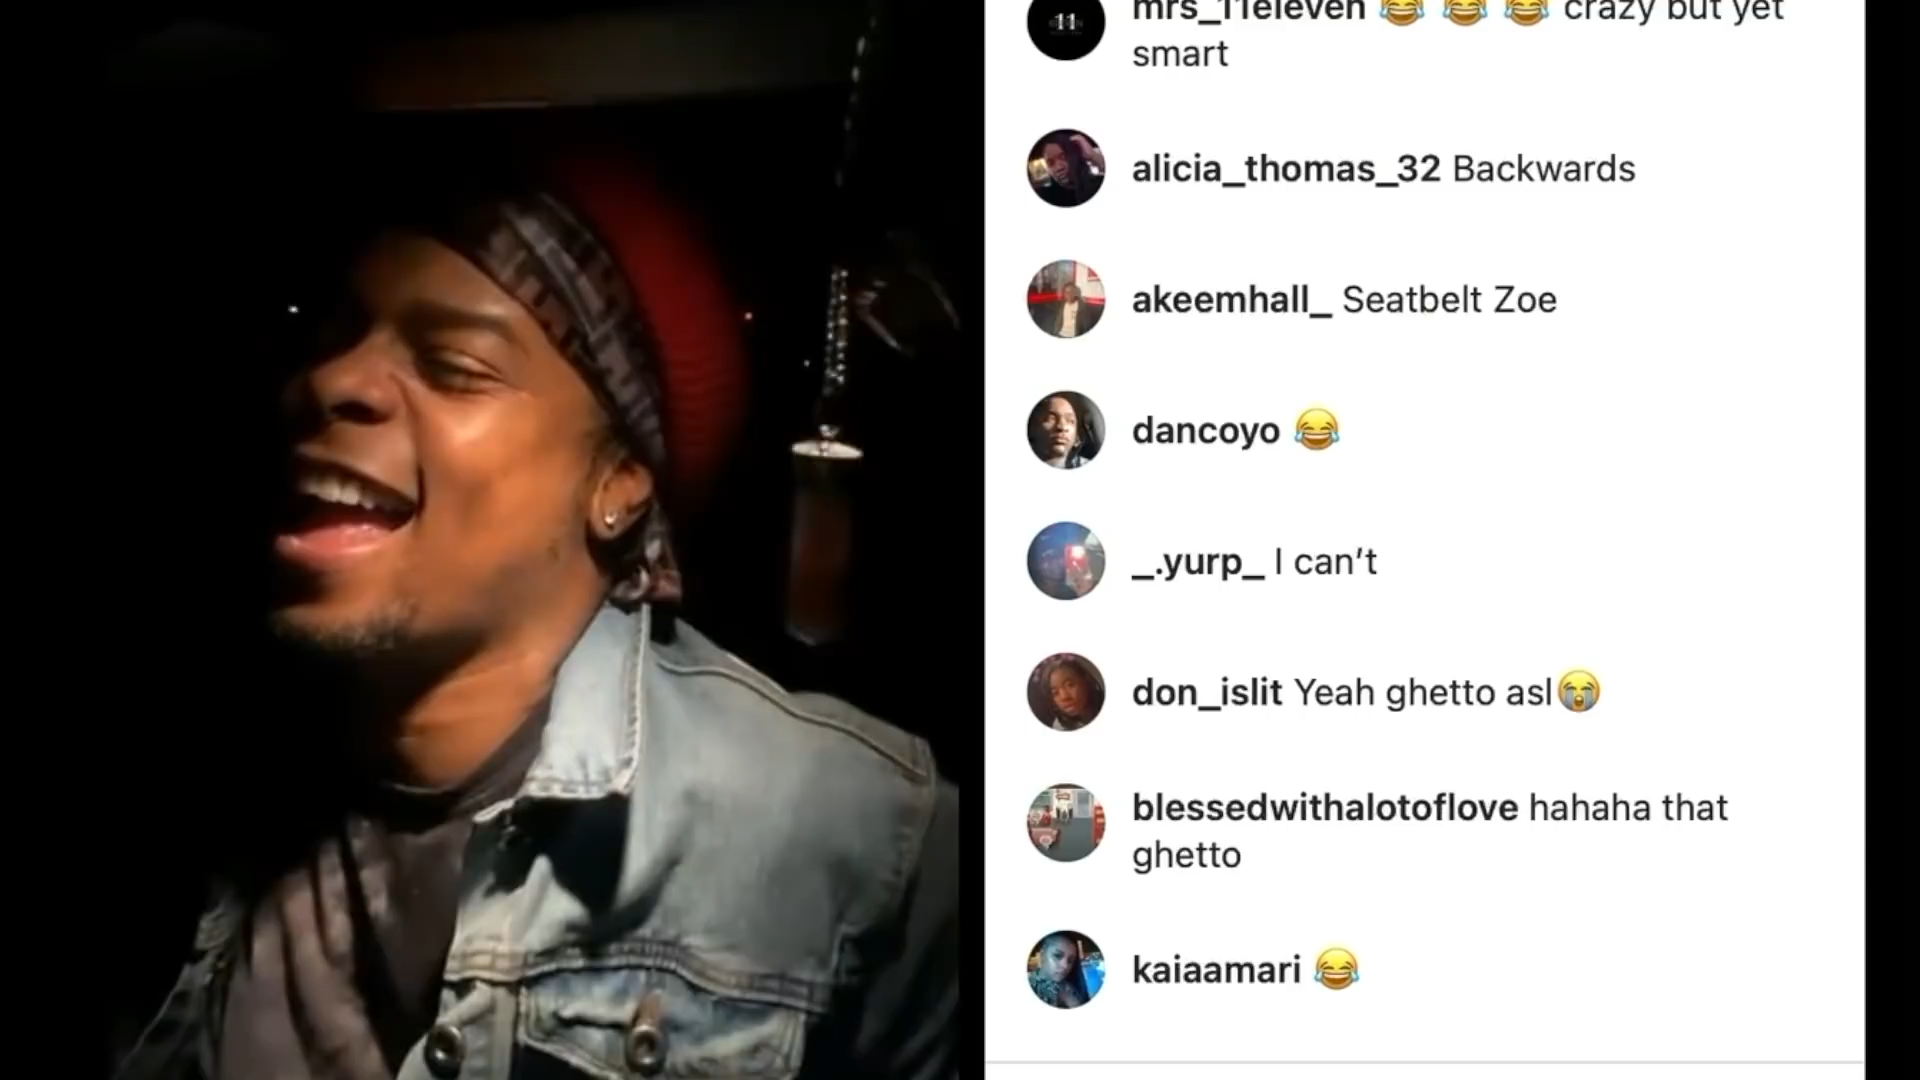 11
mrs_11eleven 😂 😂 😂 crazy but yet
smart
alicia_thomas_32 Backwards
akeemhall_ Seatbelt Zoe
dancoyo 😂
_.yurp_ I can’t
don_islit Yeah ghetto asl😭
blessedwithalotoflove hahaha that
ghetto
kaiaamari 😂